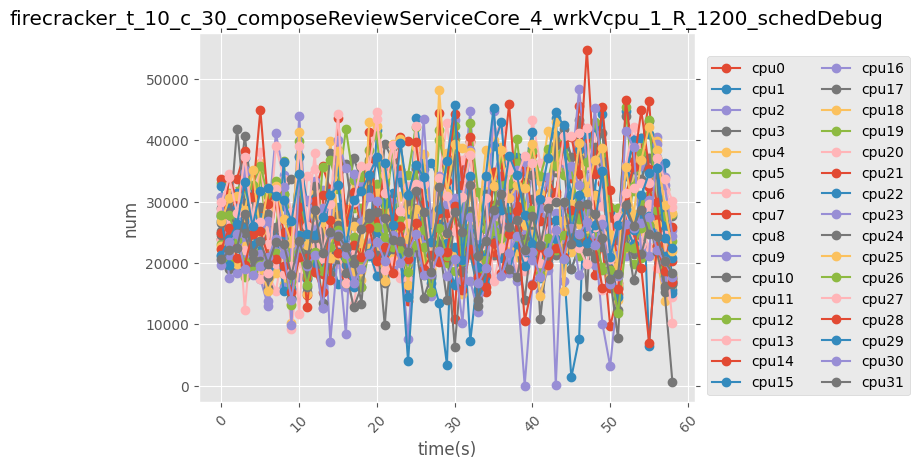 firecracker_t_10_c_30_composeReviewServiceCore_4_wrkVcpu_1_R_1200_schedDebug
50000
40000
30000
20000
10000
0
num
0
10
20
30
40
50
60
time(s)
cpu0
cpu1
cpu2
cpu3
cpu4
cpu5
cpu6
cpu7
cpu8
cpu9
cpu10
cpu11
cpu12
cpu13
cpu14
cpu15
cpu16
cpu17
cpu18
cpu19
cpu20
cpu21
cpu22
cpu23
cpu24
cpu25
cpu26
cpu27
cpu28
cpu29
cpu30
cpu31